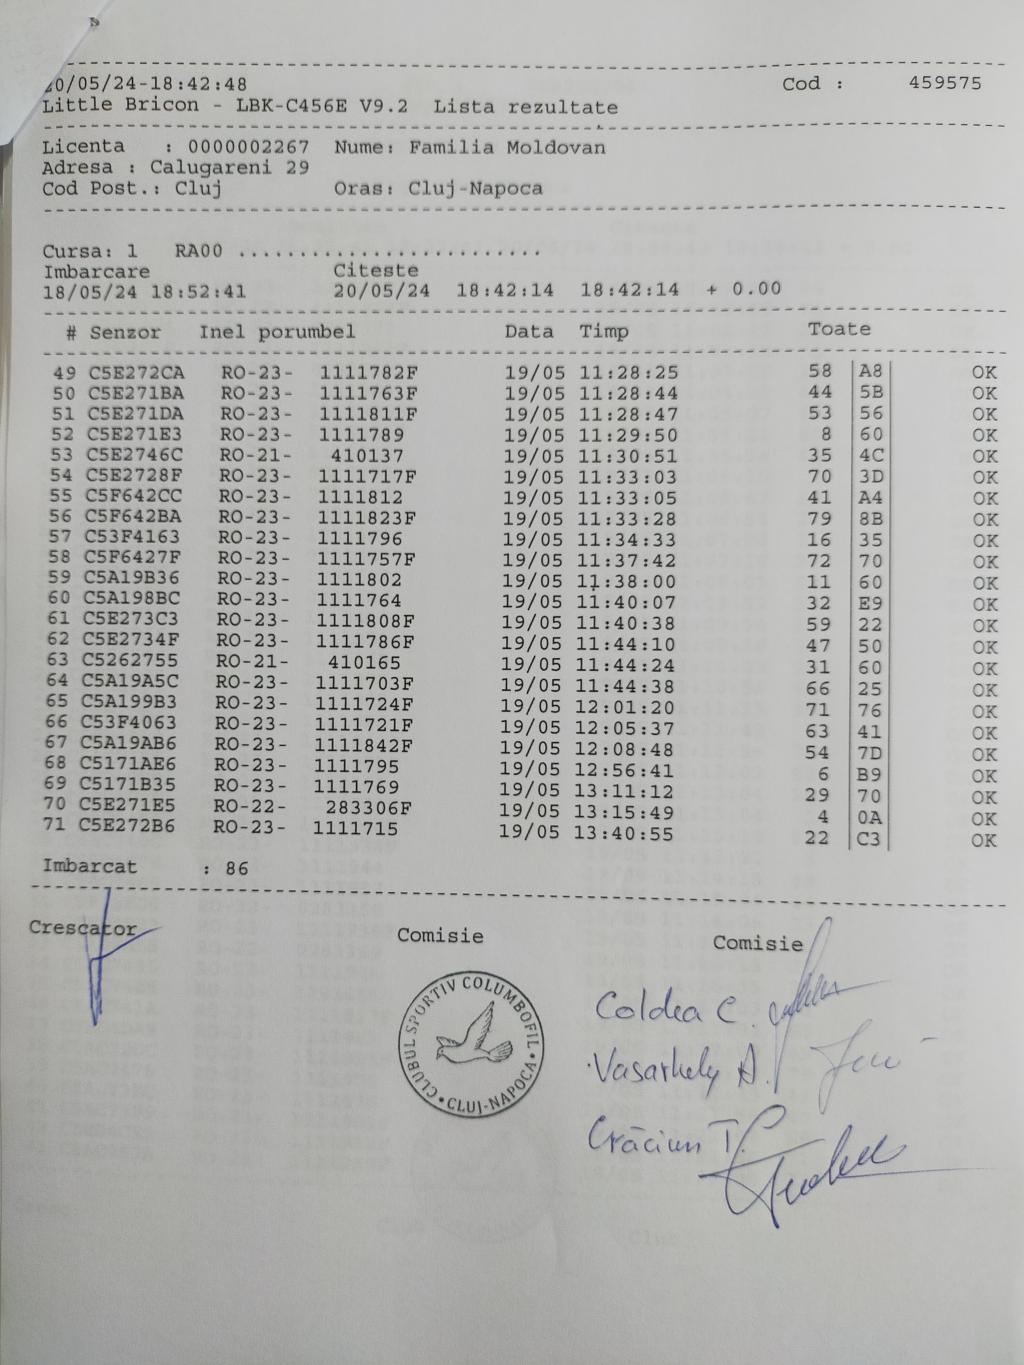 20/05/24-18:42:48 Cod : 459575
Little Bricon - LBK-C456E V9.2 Lista rezultate
Licenta : 0000002267 Nume: Familia Moldovan
Adresa : Calugareni 29
Cod Post.: Cluj Oras: Cluj-Napoca
Cursa: 1 RA00 .........................
Imbarcare Citeste
18/05/24 18:52:41 20/05/24 18:42:14 18:42:14 + 0.00
# Senzor Inel porumbel Data Timp Toate
49 C5E272CA RO-23- 1111782F 19/05 11:28:25 58 A8 OK
50 C5E271BA RO-23- 1111763F 19/05 11:28:44 44 5B OK
51 C5E271DA RO-23- 1111811F 19/05 11:28:47 53 56 OK
52 C5E271E3 RO-23- 1111789 19/05 11:29:50 8 60 OK
53 C5E2746C RO-21- 410137 19/05 11:30:51 35 4C OK
54 C5E2728F RO-23- 1111717F 19/05 11:33:03 70 3D OK
55 C5F642CC RO-23- 1111812 19/05 11:33:05 41 A4 OK
56 C5F642BA RO-23- 1111823F 19/05 11:33:28 79 8B OK
57 C53F4163 RO-23- 1111796 19/05 11:34:33 16 35 OK
58 C5F6427F RO-23- 1111757F 19/05 11:37:42 72 70 OK
59 C5A19B36 RO-23- 1111802 19/05 11:38:00 11 60 OK
60 C5A198BC RO-23- 1111764 19/05 11:40:07 32 E9 OK
61 C5E273C3 RO-23- 1111808F 19/05 11:40:38 59 22 OK
62 C5E2734F RO-23- 1111786F 19/05 11:44:10 47 50 OK
63 C5262755 RO-21- 410165 19/05 11:44:24 31 60 OK
64 C5A19A5C RO-23- 1111703F 19/05 11:44:38 66 25 OK
65 C5A199B3 RO-23- 1111724F 19/05 12:01:20 71 76 OK
66 C53F4063 RO-23- 1111721F 19/05 12:05:37 63 41 OK
67 C5A19AB6 RO-23- 1111842F 19/05 12:08:48 54 7D OK
68 C5171AE6 RO-23- 1111795 19/05 12:56:41 6 B9 OK
69 C5171B35 RO-23- 1111769 19/05 13:11:12 29 70 OK
70 C5E271E5 RO-22- 283306F 19/05 13:15:49 4 0A OK
71 C5E272B6 RO-23- 1111715 19/05 13:40:55 22 C3 OK
Imbarcat : 86
Crescator Comisie Comisie
CLUBUL SPORTIV COLUMBOFIL
• CLUJ-NAPOCA •
Coldea C.
Vasarhely A.
Crăciun T.